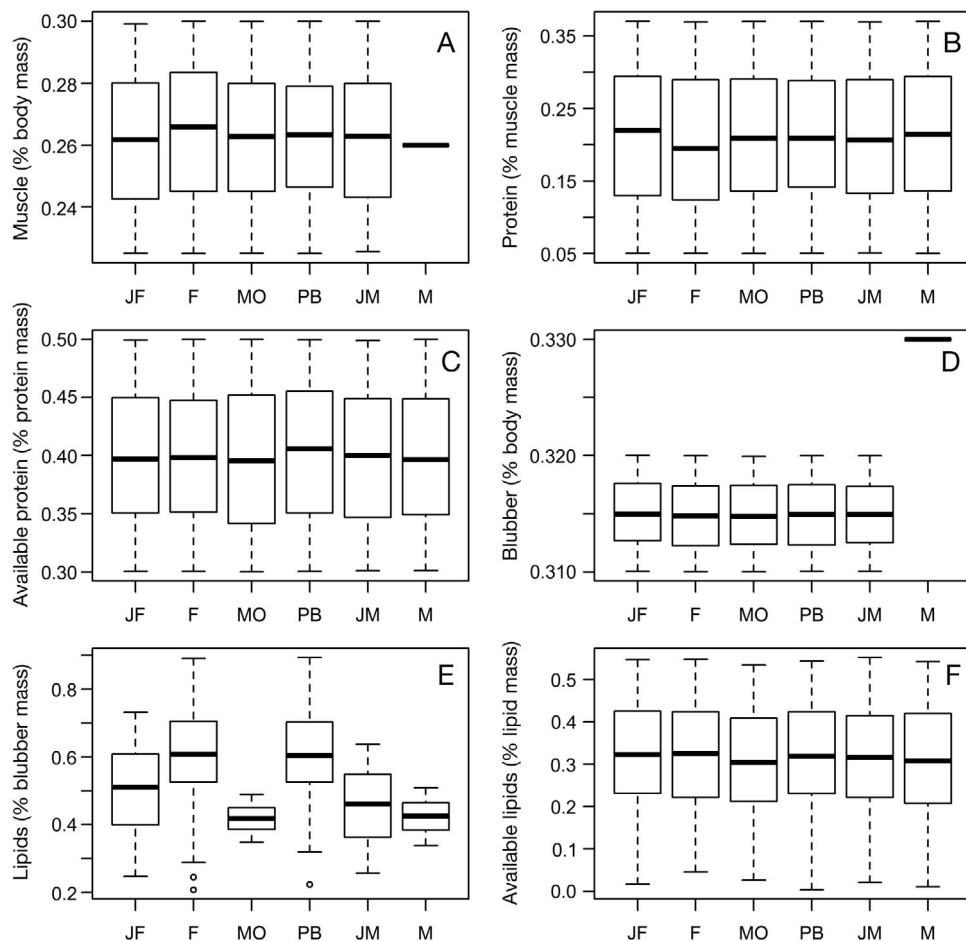 A
Muscle (% body mass)
0.30
0.28
0.26
0.24
JF F MO PB JM M
B
Protein (% muscle mass)
0.35
0.25
0.15
0.05
JF F MO PB JM M
C
Available protein (% protein mass)
0.50
0.45
0.40
0.35
0.30
JF F MO PB JM M
D
Blubber (% body mass)
0.330
0.320
0.310
JF F MO PB JM M
E
Lipids (% blubber mass)
0.8
0.6
0.4
0.2
JF F MO PB JM M
F
Available lipids (% lipid mass)
0.5
0.4
0.3
0.2
0.0
JF F MO PB JM M